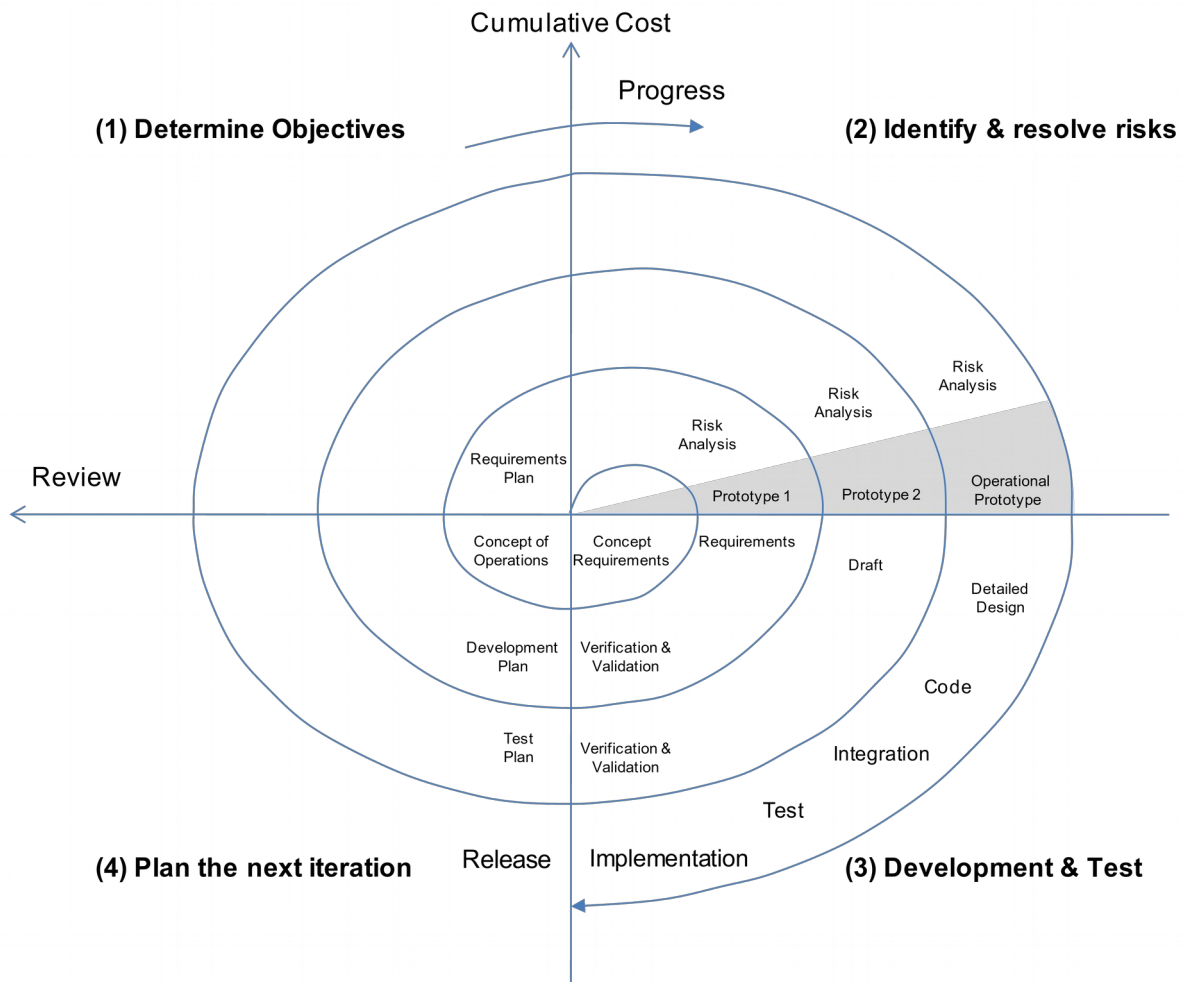 Cumulative Cost
Progress
(1) Determine Objectives
(2) Identify & resolve risks
Risk
Analysis
Risk
Analysis
Risk
Analysis
Requirements
Plan
Review
Prototype 1
Prototype 2
Operational
Prototype
Concept of
Operations
Concept
Requirements
Requirements
Draft
Detailed
Design
Development
Plan
Verification &
Validation
Code
Test
Plan
Verification &
Validation
Integration
Test
(4) Plan the next iteration
Release
Implementation
(3) Development & Test